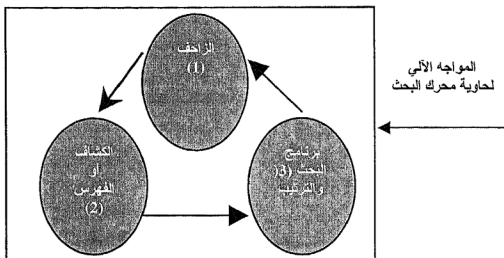 الزاحف
(1)
المواجه الآلي
لحاوية محرك البحث
الكشاف
أو
الفهرس
(2)
برنامج
البحث (3(
والترتيب